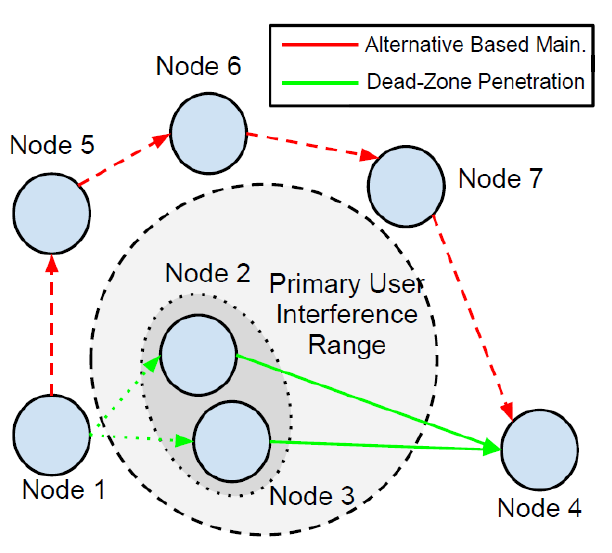 Alternative Based Main.
Dead-Zone Penetration
Node 6
Node 5
Node 7
Node 2
Primary User
Interference
Range
Node 1
Node 3
Node 4